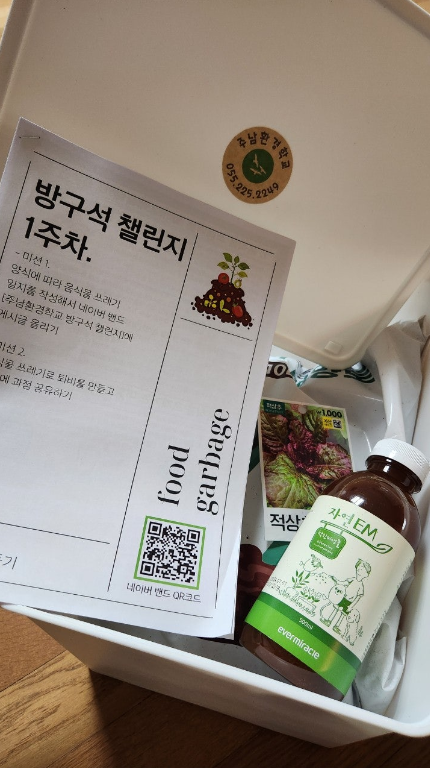 주남환경학교
055.225.2249
방구석 챌린지
1주차.
- 미션 1.
양식에 따라 음식물 쓰레기
일지를 작성해서 네이버 밴드
[주남환경학교 방구석 챌린지]에
게시글 올리기
미션 2.
쓰레기로 퇴비를 만들고
과정 공유하기
food
garbage
네이버 밴드 QR코드
₩1,000
적상
자연EM
500ml
evermiracle